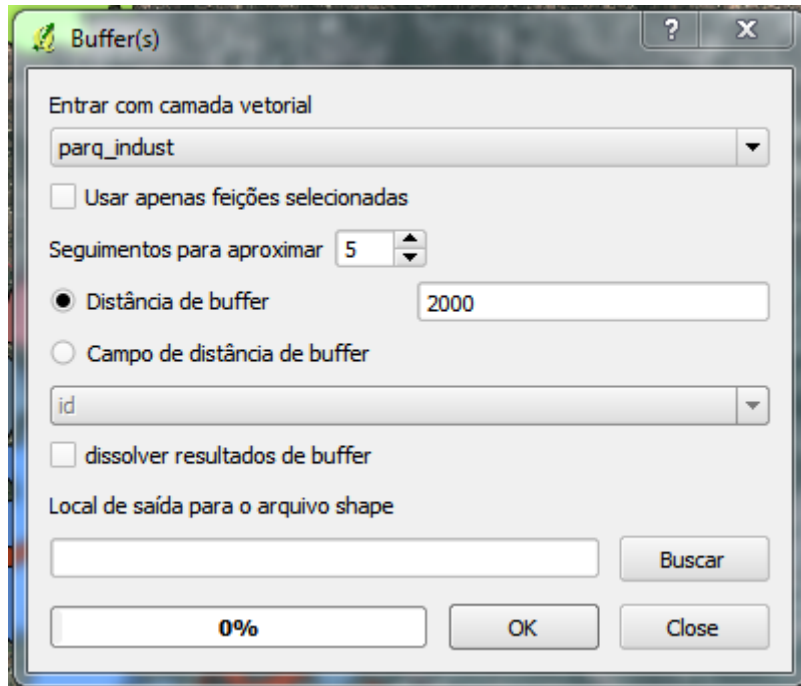 Buffer(s)
? X
Entrar com camada vetorial
parq_indust
Usar apenas feições selecionadas
Seguimentos para aproximar 5
Distância de buffer 2000
Campo de distância de buffer
id
dissolver resultados de buffer
Local de saída para o arquivo shape
Buscar
0% OK Close